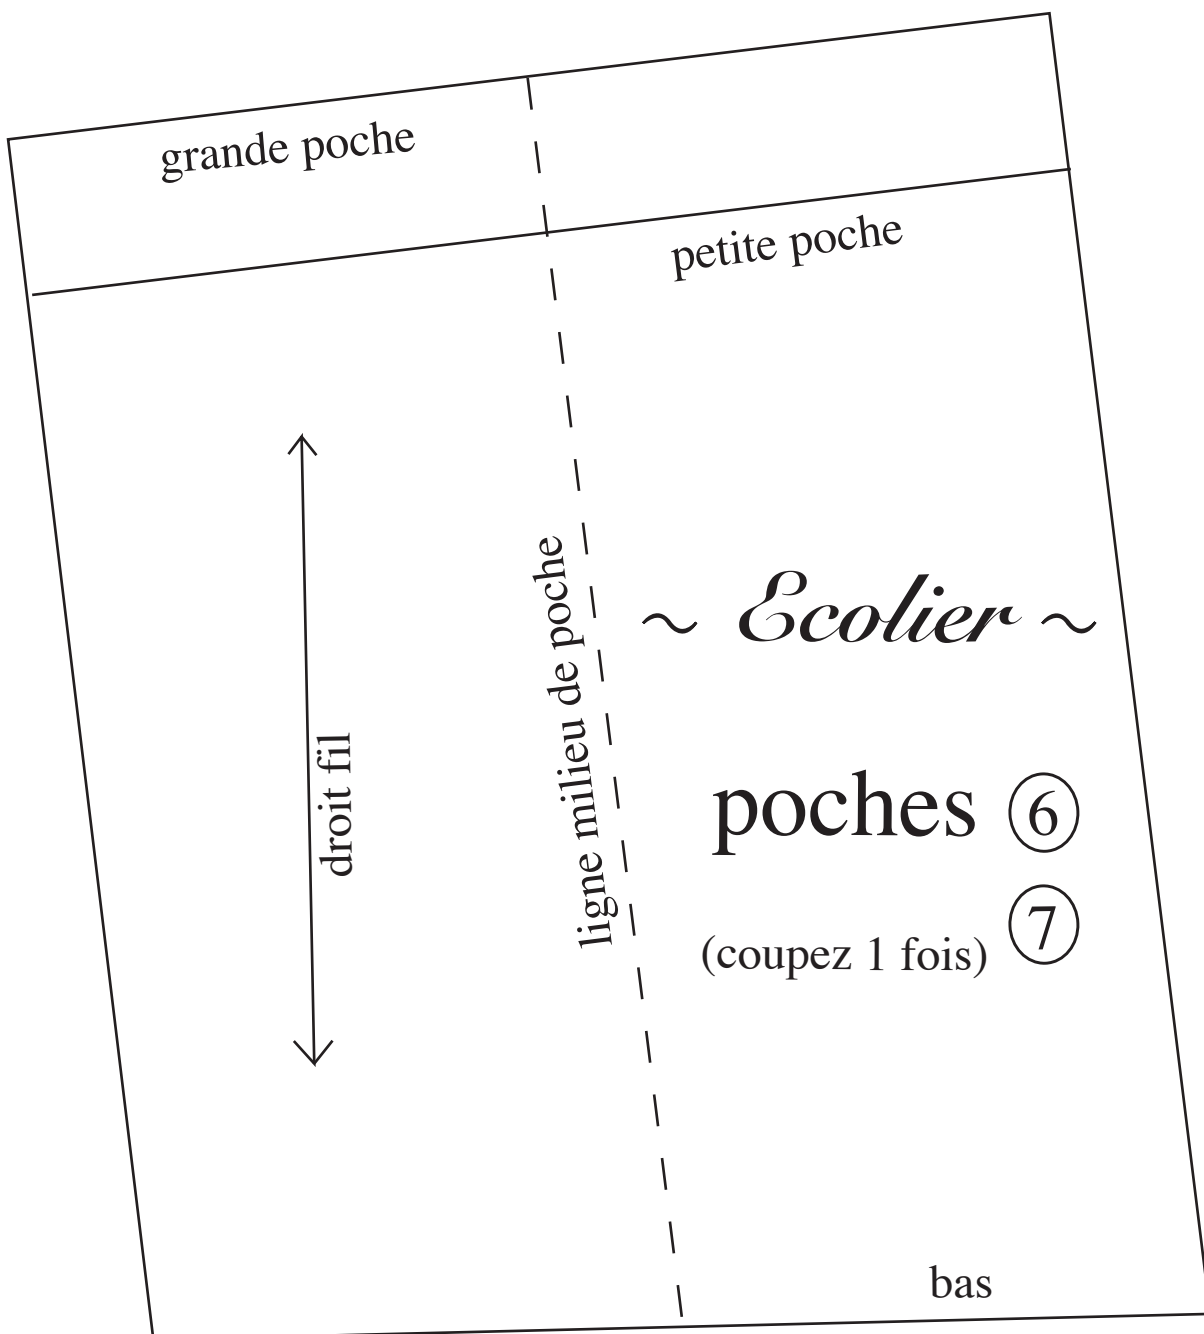 grande poche
petite poche
ligne milieu de poche
~ Ecolier ~
droit fil
poches 6
7
(coupez 1 fois)
bas